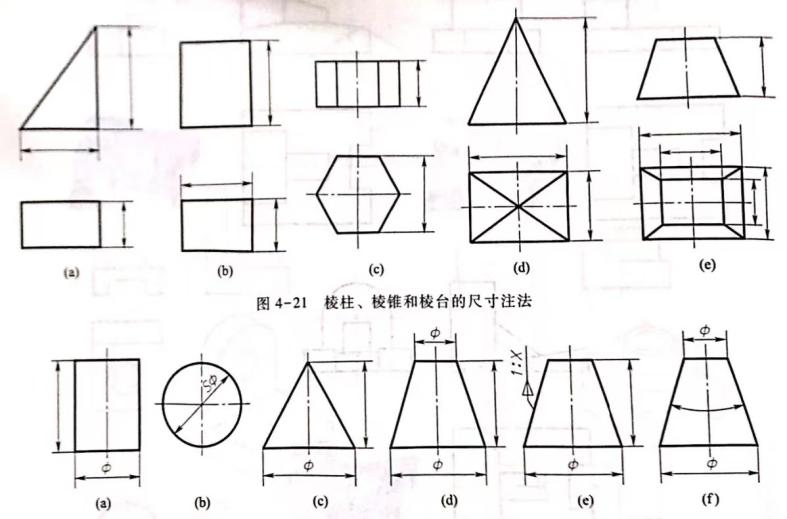 (a) (b) (c) (d) (e)
图 4-21 棱柱、棱锥和棱台的尺寸注法
φ φ
1:X
Sφ
φ φ φ φ φ
(a) (b) (c) (d) (e) (f)